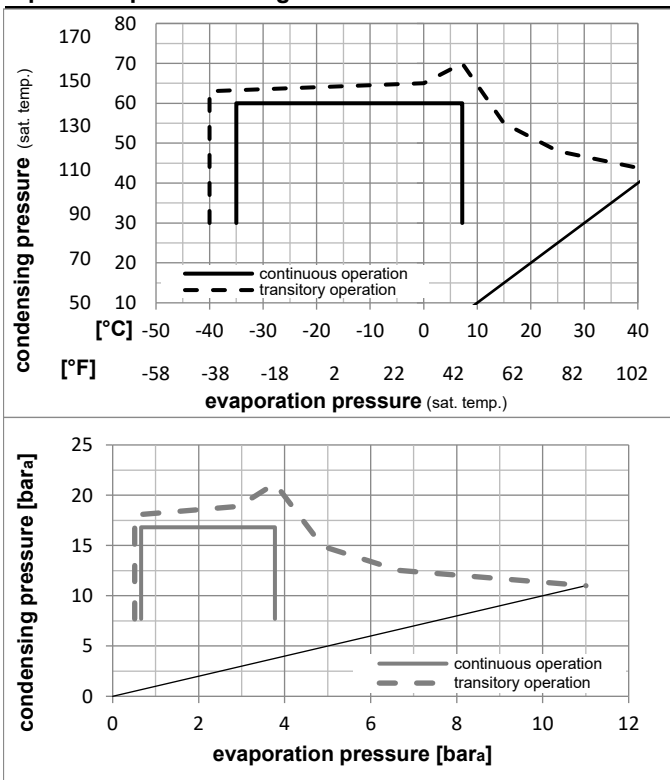 170 80
70
150 60
130 50
110 40
90 30
70 20
50 10
condensing pressure (sat. temp.)
continuous operation
transitory operation
[°C] -50 -40 -30 -20 -10 0 10 20 30 40
[°F] -58 -38 -18 2 22 42 62 82 102
evaporation pressure (sat. temp.)
25
20
15
10
5
0
condensing pressure [bara]
continuous operation
transitory operation
0 2 4 6 8 10 12
evaporation pressure [bara]